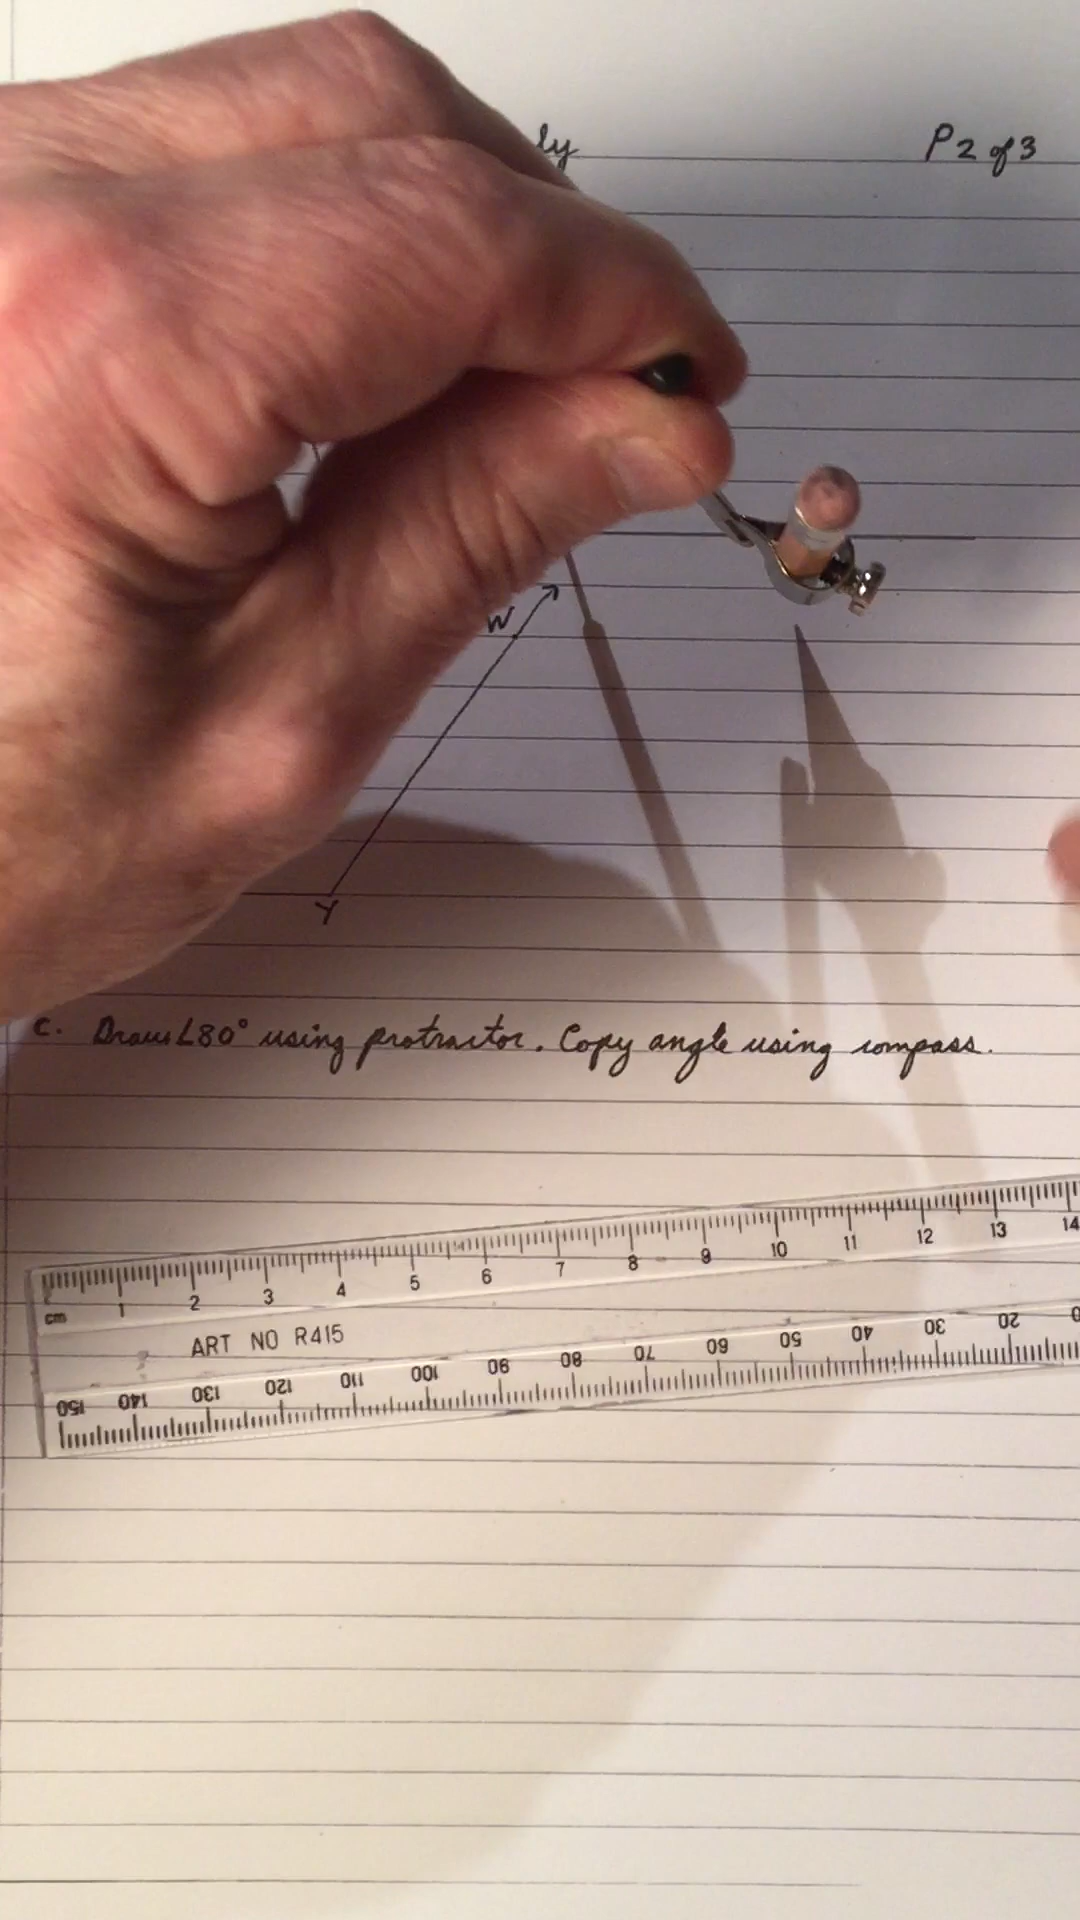 ly P2 of 3
W
Y
C. Draw ∠80° using protractor. Copy angle using compass.
1 2 3 4 5 6 7 8 9 10 11 12 13 14
cm
ART NO R415
150 140 130 120 110 100 90 80 70 60 50 40 30 20